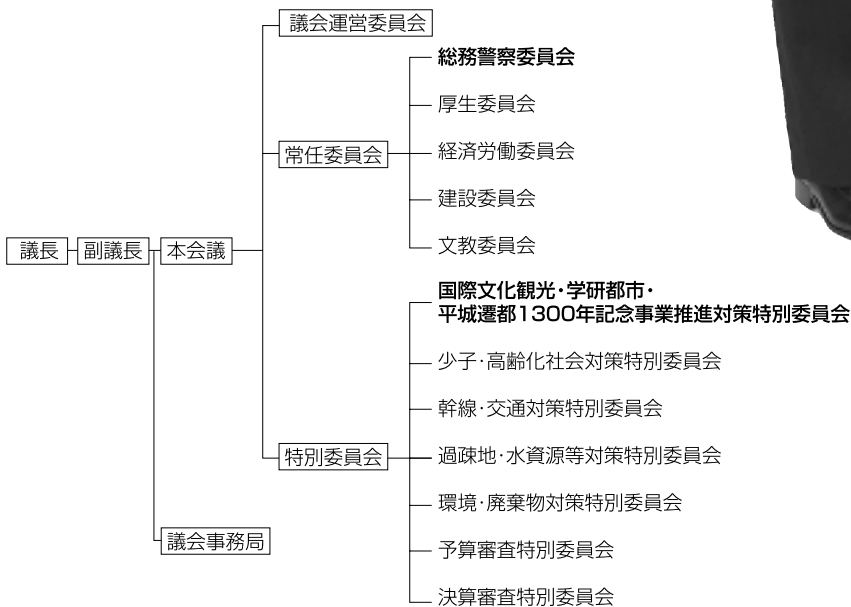 議会運営委員会
総務警察委員会
厚生委員会
常任委員会
経済労働委員会
建設委員会
文教委員会
議長
副議長
本会議
国際文化観光・学研都市・
平城遷都1300年記念事業推進対策特別委員会
少子・高齢化社会対策特別委員会
幹線・交通対策特別委員会
特別委員会
過疎地・水資源等対策特別委員会
環境・廃棄物対策特別委員会
議会事務局
予算審査特別委員会
決算審査特別委員会